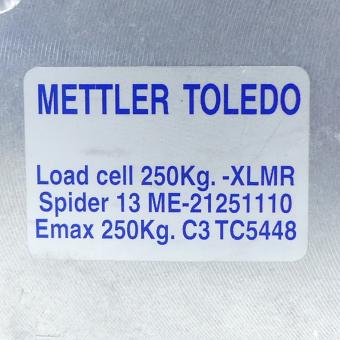 METTLER TOLEDO
Load cell 250Kg. -XLMR
Spider 13 ME-21251110
Emax 250Kg. C3 TC5448